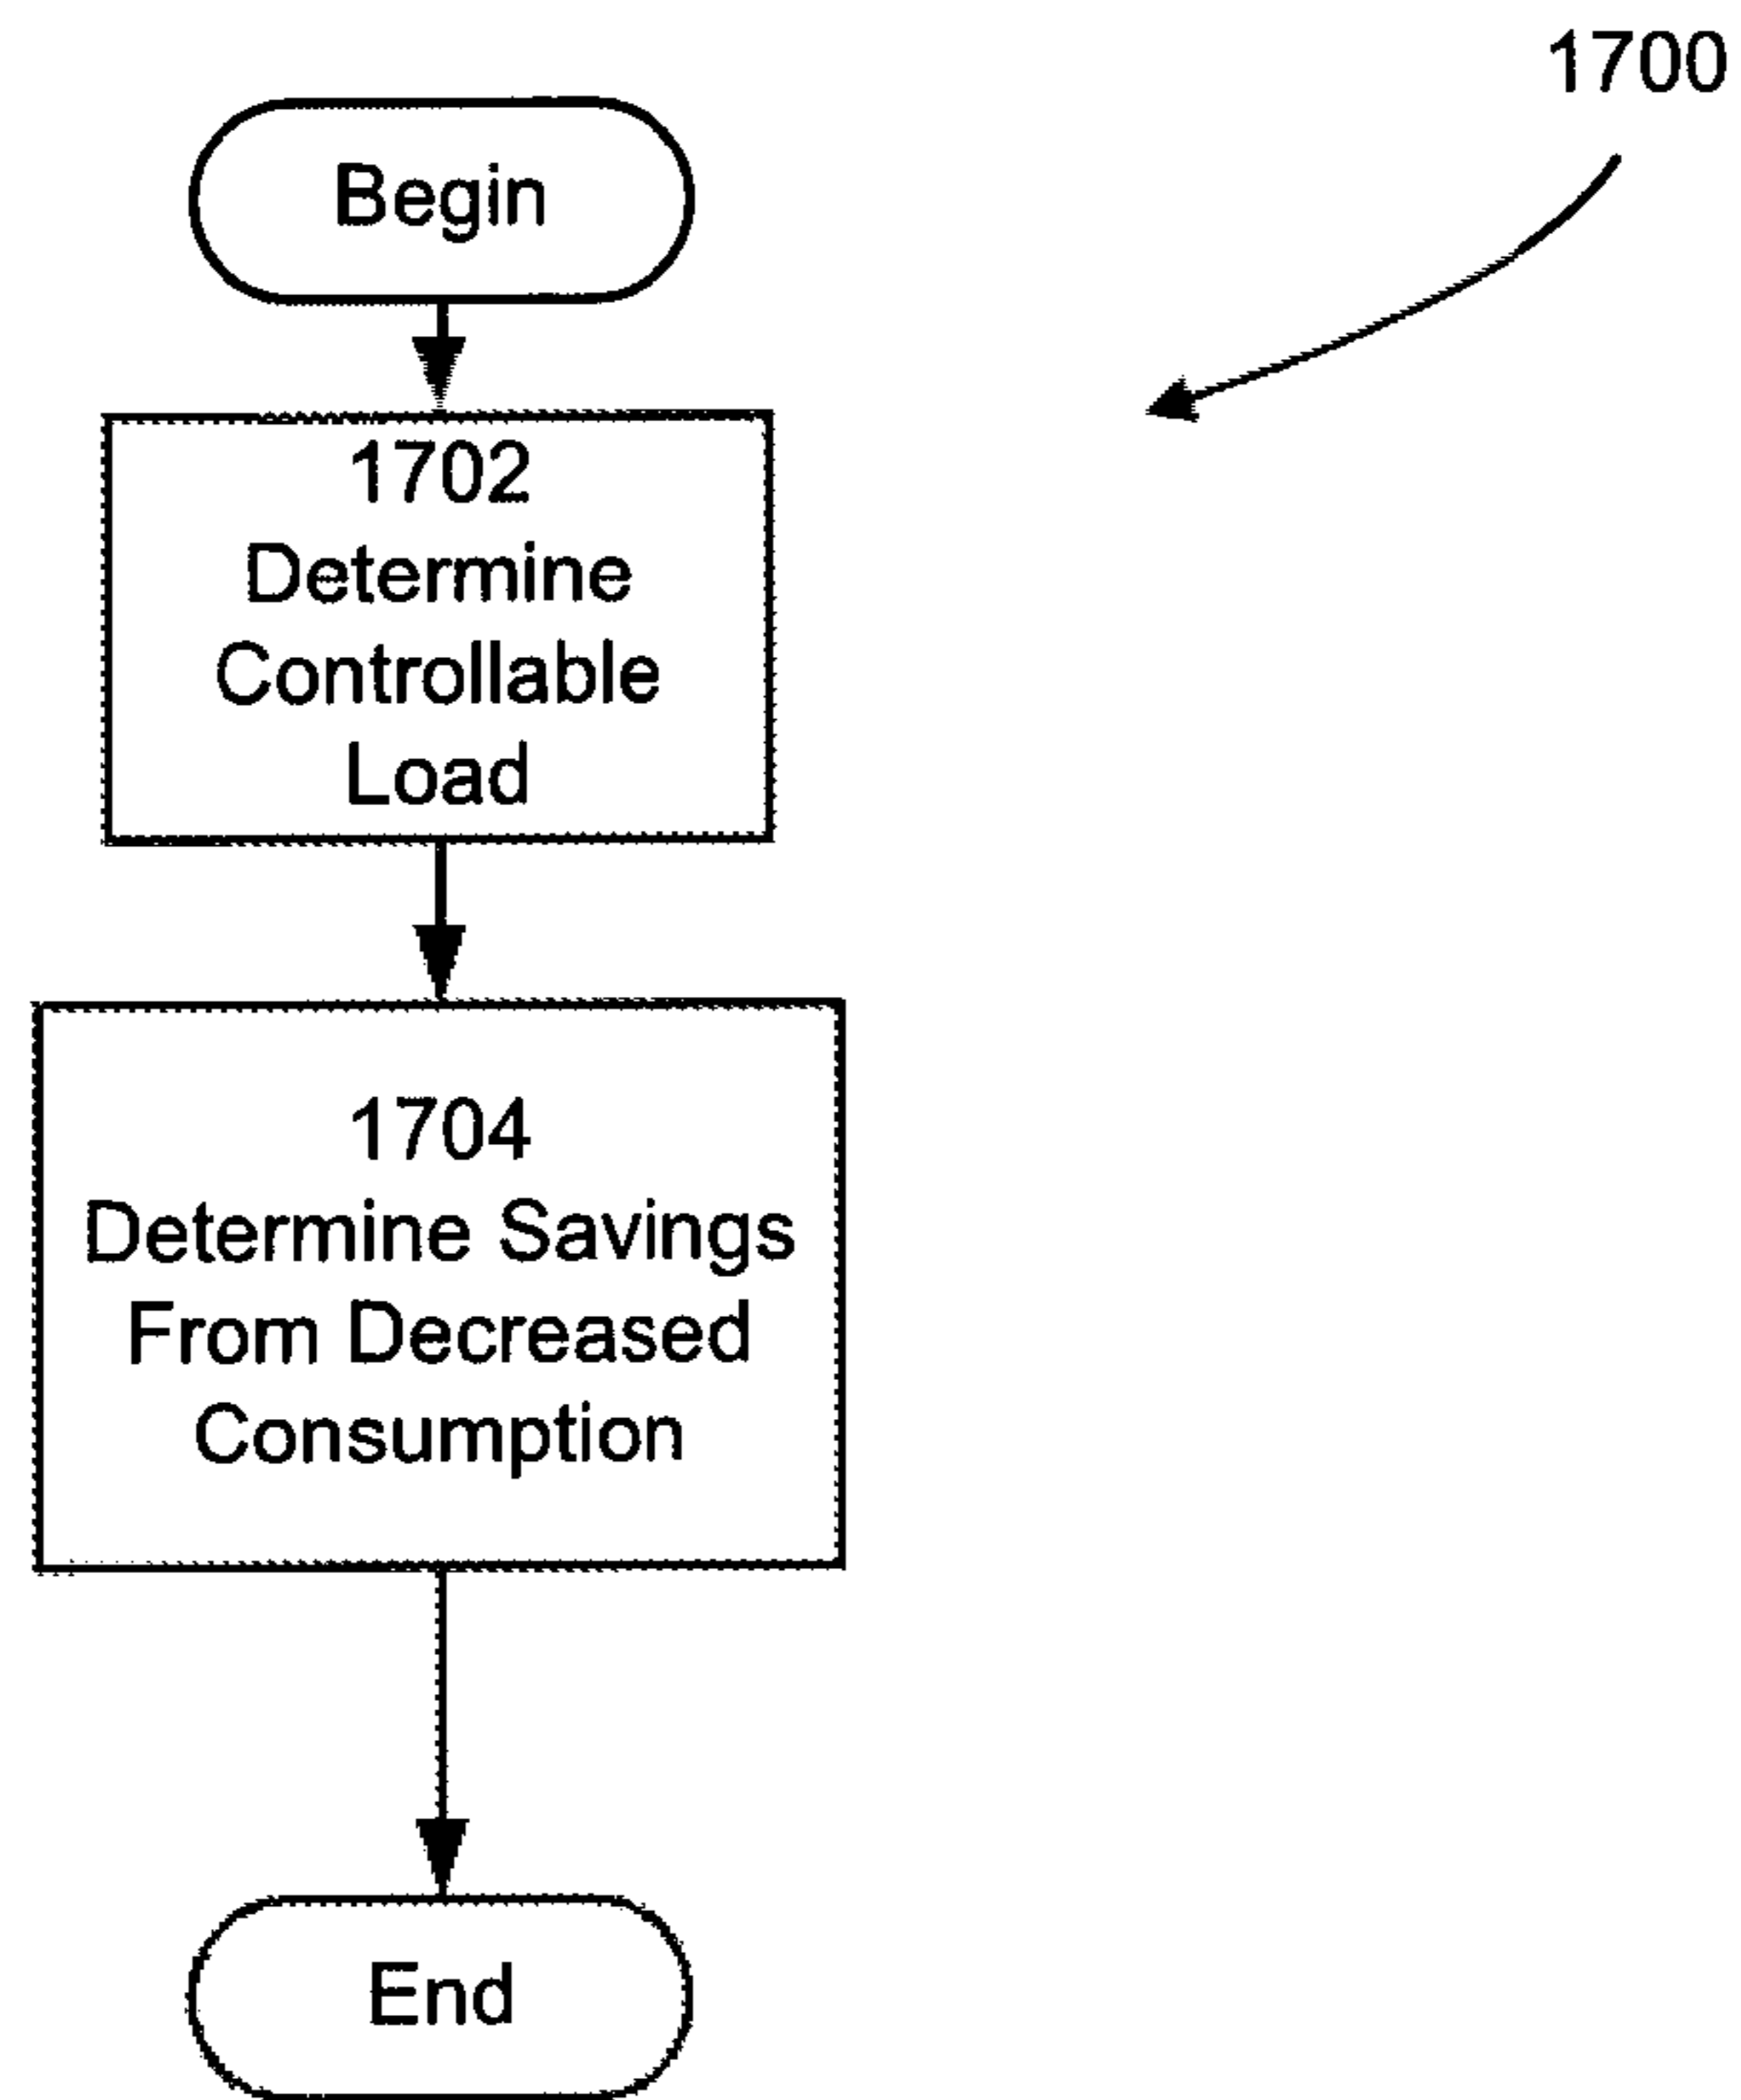 1700
Begin
1702
Determine
Controllable
Load
1704
Determine Savings
From Decreased
Consumption
End